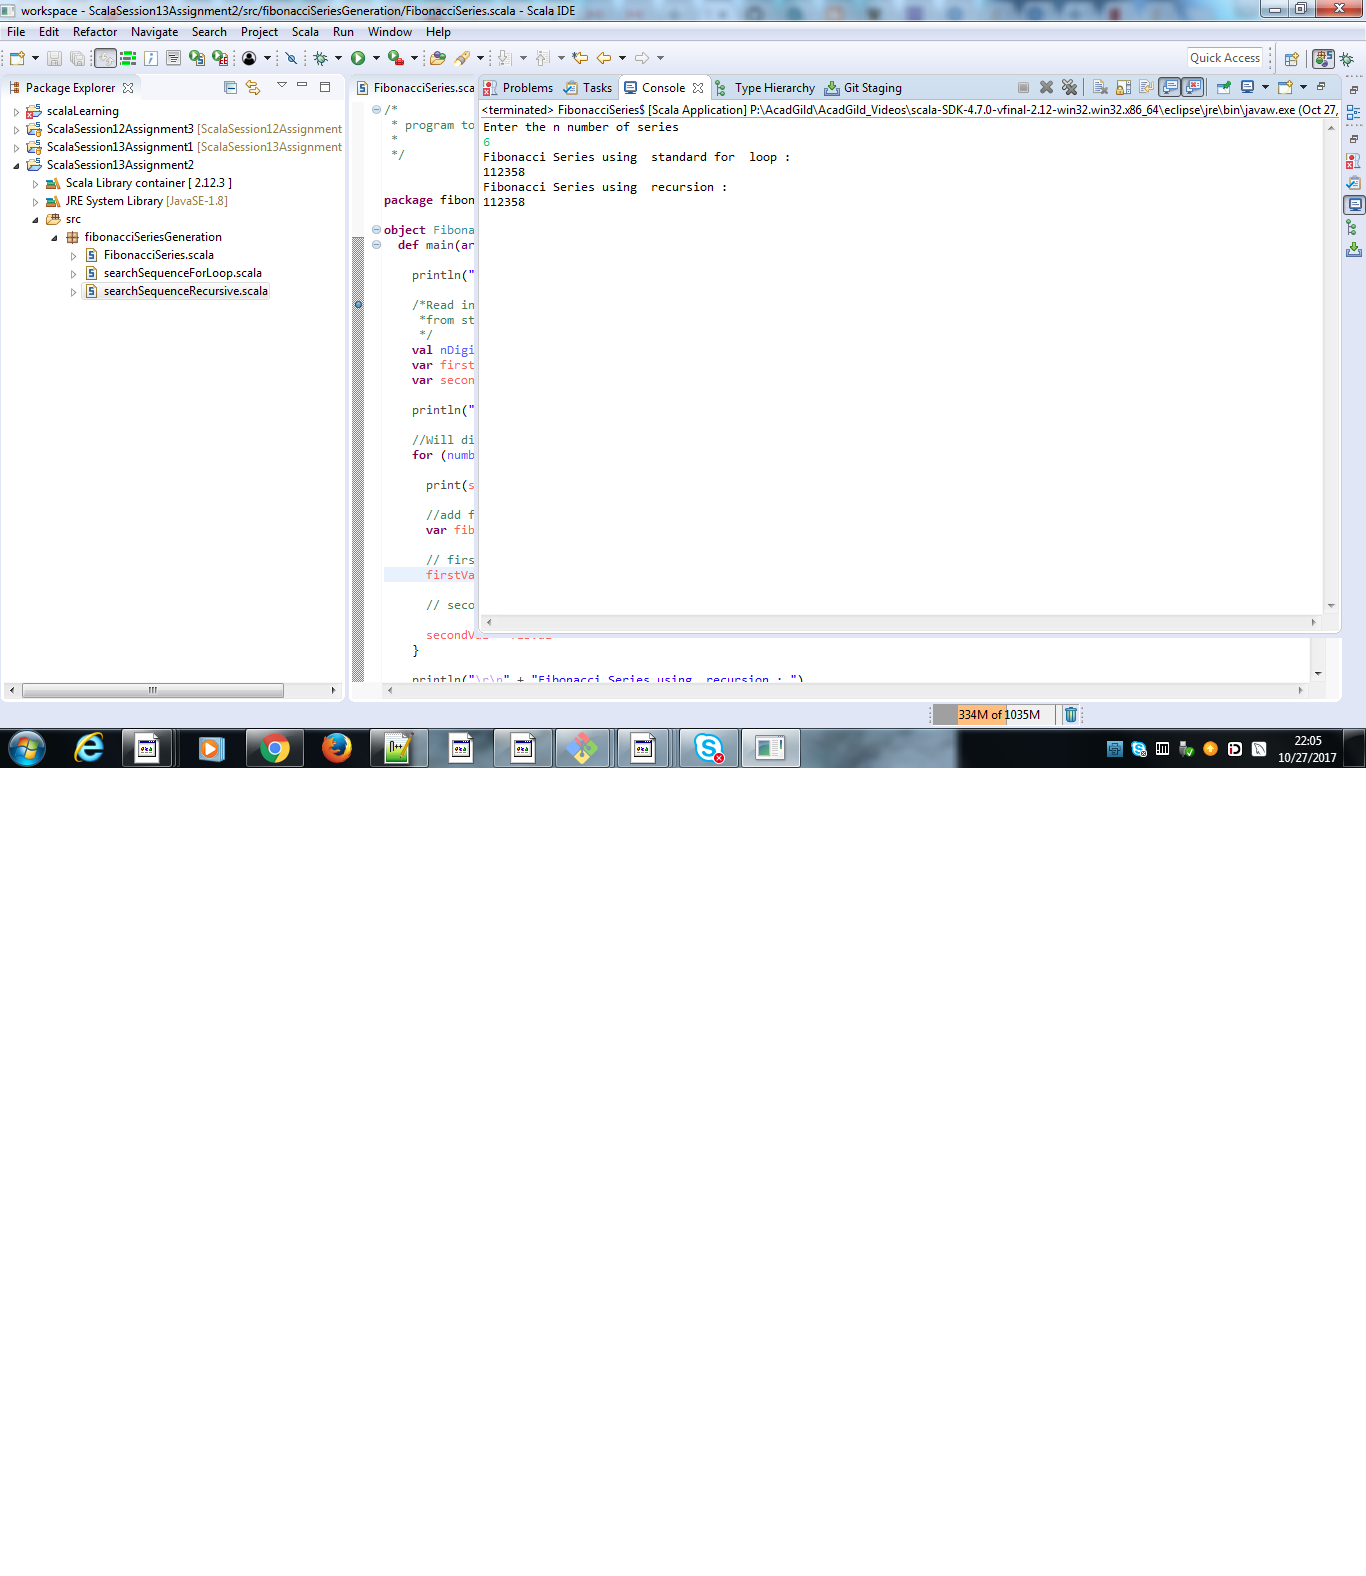 workspace - ScalaSession13Assignment2/src/fibonacciSeriesGeneration/FibonacciSeries.scala - Scala IDE
File Edit Refactor Navigate Search Project Scala Run Window Help
Quick Access
Package Explorer
scalaLearning
ScalaSession12Assignment3 [ScalaSession12Assignment
ScalaSession13Assignment1 [ScalaSession13Assignment
ScalaSession13Assignment2
Scala Library container [ 2.12.3 ]
JRE System Library [JavaSE-1.8]
src
fibonacciSeriesGeneration
FibonacciSeries.scala
searchSequenceForLoop.scala
searchSequenceRecursive.scala
FibonacciSeries.sca
/*
* program to
*
*/
package fibon
object Fibona
def main(ar
println("
/*Read in
*from st
*/
val nDigi
var first
var secon
println("
//Will di
for (numb
print(s
//add f
var fib
// firs
firstVa
// seco
secondV
}
println("\r\n" + "Fibonacci Series using  recursion : ")
Problems Tasks Console Type Hierarchy Git Staging
<terminated> FibonacciSeries$ [Scala Application] P:\AcadGild\AcadGild_Videos\scala-SDK-4.7.0-vfinal-2.12-win32.win32.x86_64\eclipse\jre\bin\javaw.exe (Oct 27,
Enter the n number of series
6
Fibonacci Series using  standard for  loop :
112358
Fibonacci Series using  recursion :
112358
334M of 1035M
22:05
10/27/2017